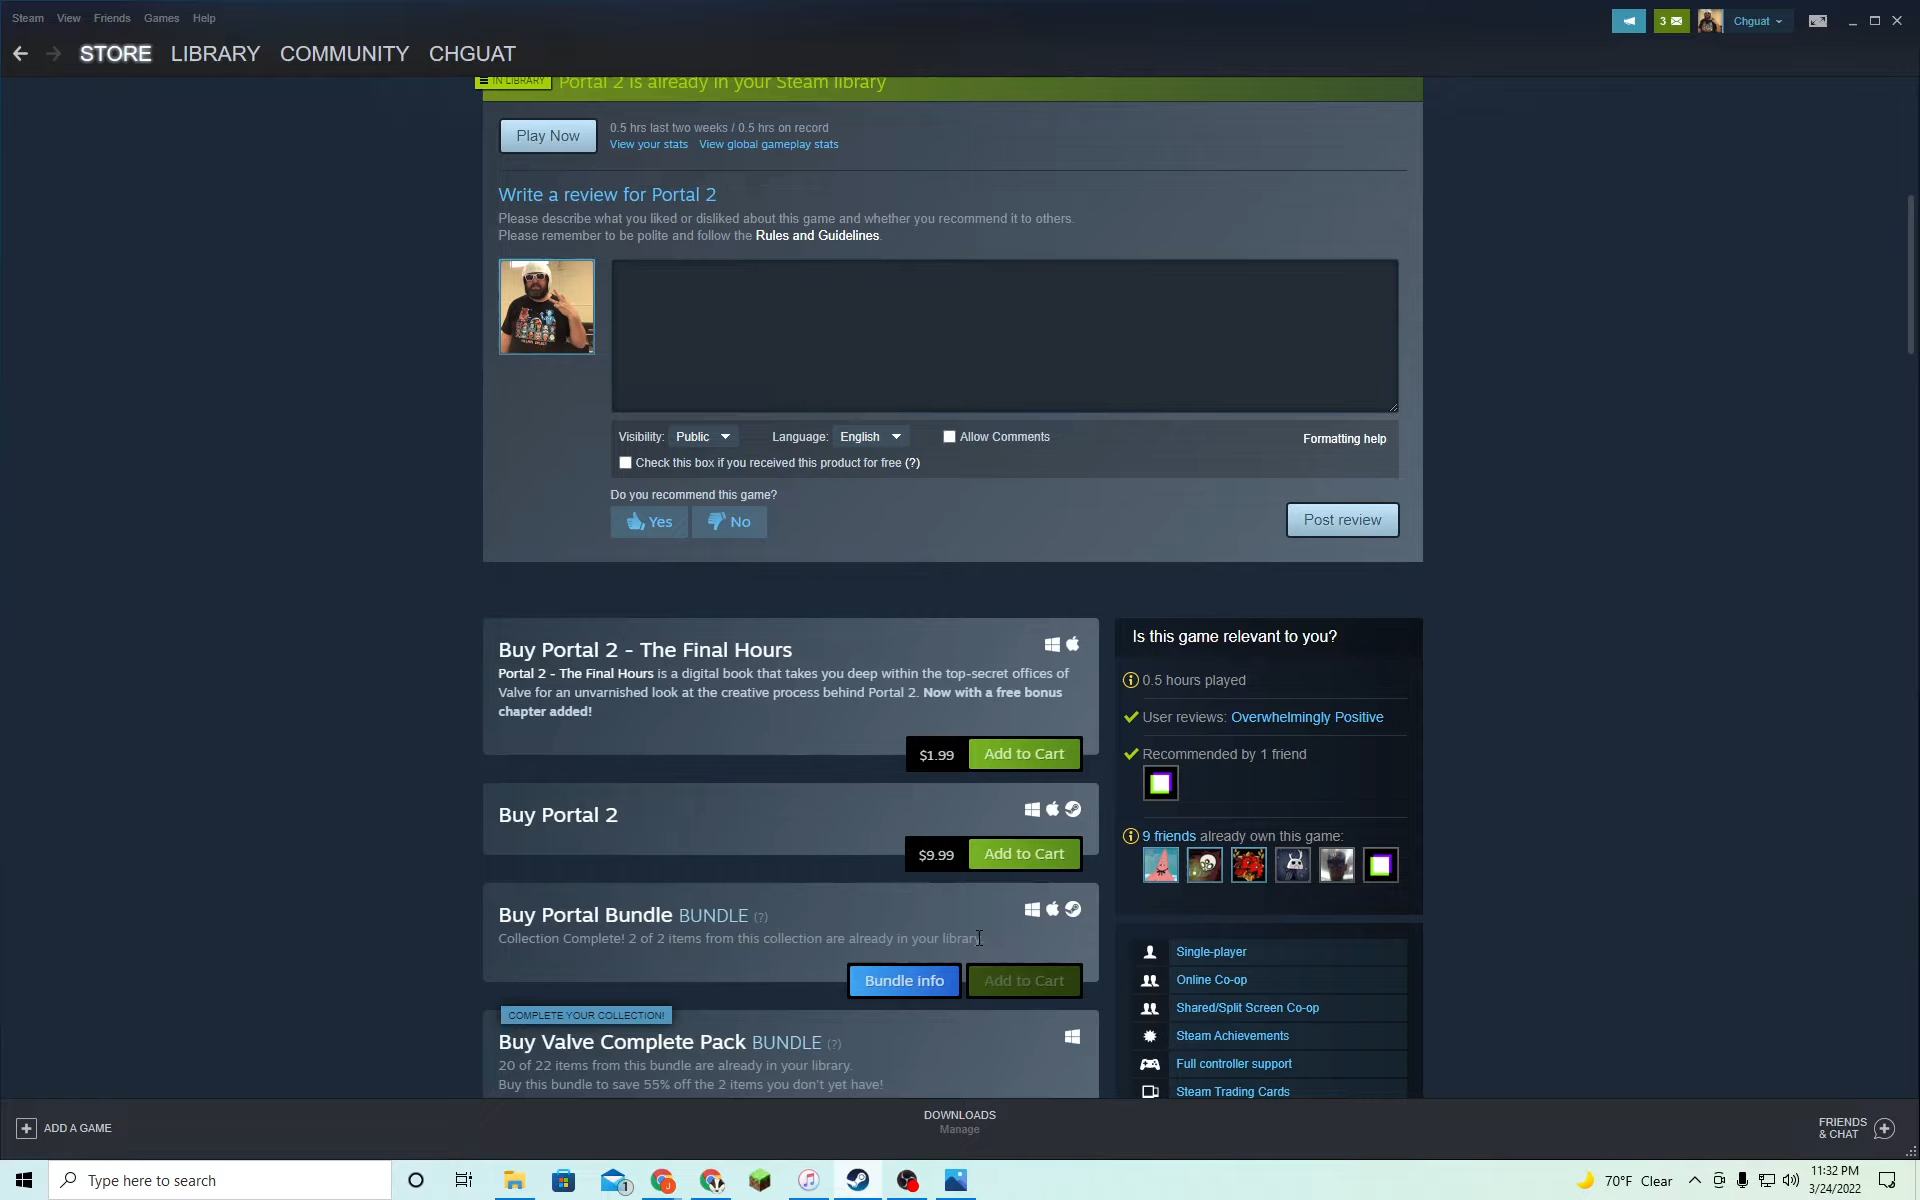 Steam View Friends Games Help
3 Chguat
STORE LIBRARY COMMUNITY CHGUAT
IN LIBRARY Portal 2 is already in your Steam library
Play Now
0.5 hrs last two weeks / 0.5 hrs on record
View your stats View global gameplay stats
Write a review for Portal 2
Please describe what you liked or disliked about this game and whether you recommend it to others.
Please remember to be polite and follow the Rules and Guidelines.
Visibility: Public Language: English Allow Comments Formatting help
Check this box if you received this product for free (?)
Do you recommend this game?
Yes No
Post review
Buy Portal 2 - The Final Hours
Portal 2 - The Final Hours is a digital book that takes you deep within the top-secret offices of
Valve for an unvarnished look at the creative process behind Portal 2. Now with a free bonus
chapter added!
$1.99 Add to Cart
Buy Portal 2
$9.99 Add to Cart
Buy Portal Bundle BUNDLE (?)
Collection Complete! 2 of 2 items from this collection are already in your library.
Bundle info Add to Cart
COMPLETE YOUR COLLECTION!
Buy Valve Complete Pack BUNDLE (?)
20 of 22 items from this bundle are already in your library.
Buy this bundle to save 55% off the 2 items you don't yet have!
Is this game relevant to you?
0.5 hours played
User reviews: Overwhelmingly Positive
Recommended by 1 friend
9 friends already own this game:
Single-player
Online Co-op
Shared/Split Screen Co-op
Steam Achievements
Full controller support
Steam Trading Cards
ADD A GAME
DOWNLOADS
Manage
FRIENDS
& CHAT
Type here to search
1
70°F Clear
11:32 PM
3/24/2022